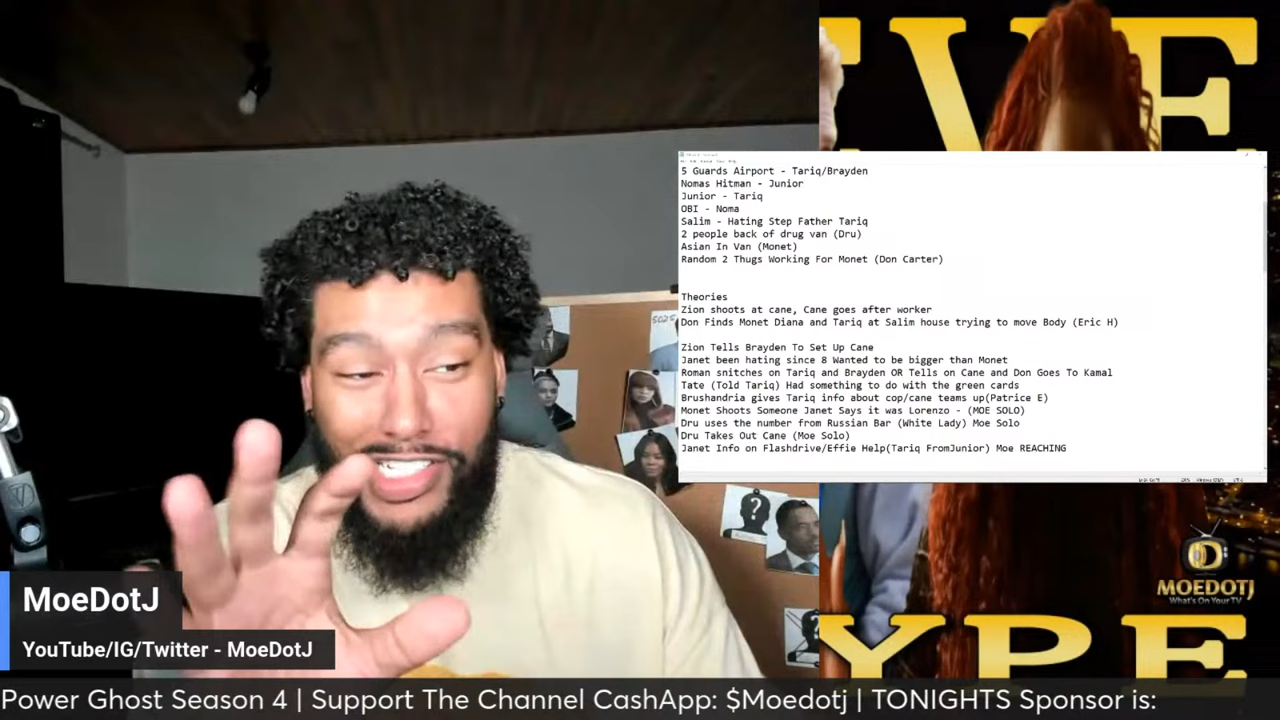 5 Guards Airport - Tariq/Brayden
Nomas Hitman - Junior
Junior - Tariq
OBI - Noma
Salim - Hating Step Father Tariq
2 people back of drug van (Dru)
Asian In Van (Monet)
Random 2 Thugs Working For Monet (Don Carter)
Theories
Zion shoots at cane, Cane goes after worker
Don Finds Monet Diana and Tariq at Salim house trying to move Body (Eric H)
Zion Tells Brayden To Set Up Cane
Janet been hating since 8 Wanted to be bigger than Monet
Roman snitches on Tariq and Brayden OR Tells on Cane and Don Goes To Kamal
Tate (Told Tariq) Had something to do with the green cards
Brushandria gives Tariq info about cop/cane teams up(Patrice E)
Monet Shoots Someone Janet Says it was Lorenzo - (MOE SOLO)
Dru uses the number from Russian Bar (White Lady) Moe Solo
Dru Takes Out Cane (Moe Solo)
Janet Info on Flashdrive/Effie Help(Tariq FromJunior) Moe REACHING
?
MOEDOTJ
What's On Your TV
YPE
MoeDotJ
YouTube/IG/Twitter - MoeDotJ
Power Ghost Season 4 | Support The Channel CashApp: $Moedotj | TONIGHTS Sponsor is: